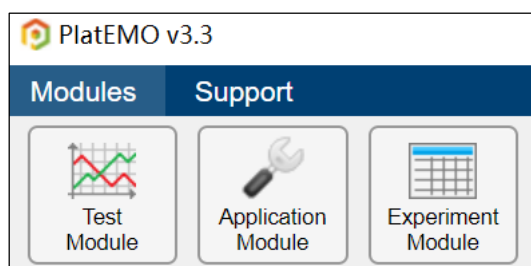 PlatEMO v3.3
Modules Support
Test Application Experiment
Module Module Module